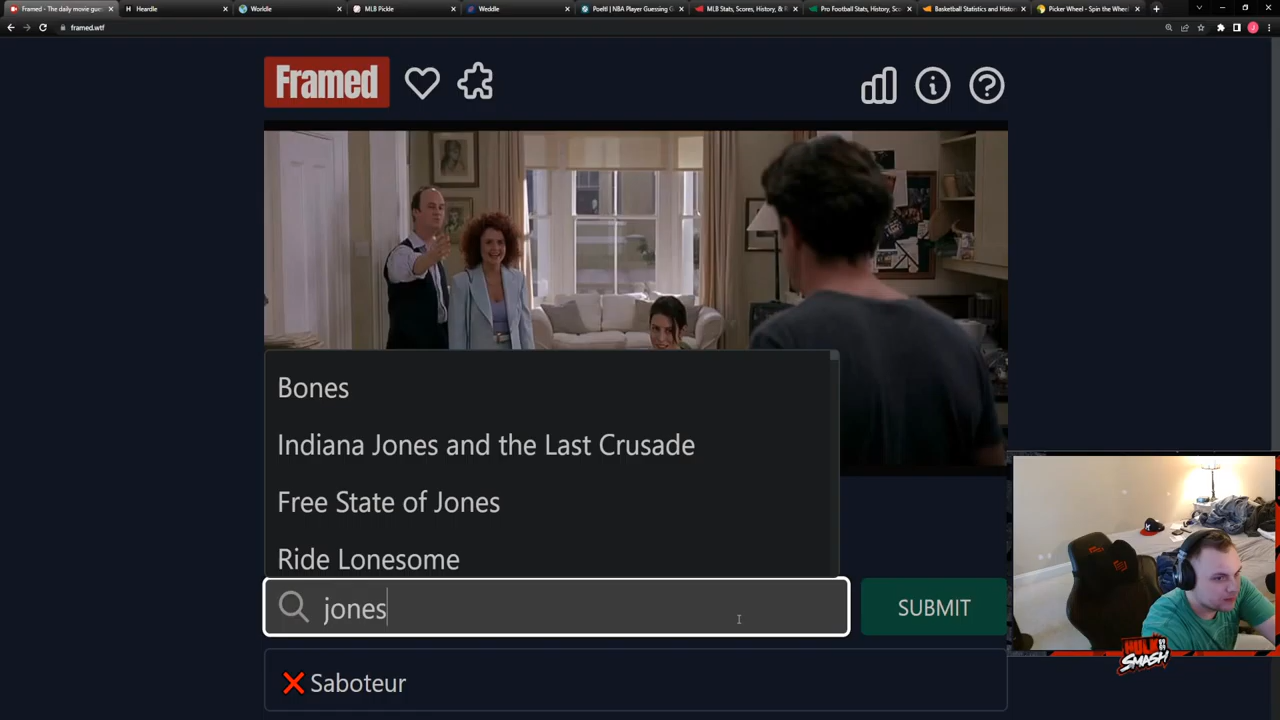 Framed - The daily movie gues
Heardle
Worldle
MLB Pickle
Weddle
Poeltl | NBA Player Guessing G
MLB Stats, Scores, History, & R
Pro Football Stats, History, Sco
Basketball Statistics and Histo
Picker Wheel - Spin the Wheel
framed.wtf
Framed
Bones
Indiana Jones and the Last Crusade
Free State of Jones
Ride Lonesome
jones
SUBMIT
Saboteur
HULK
SMASH